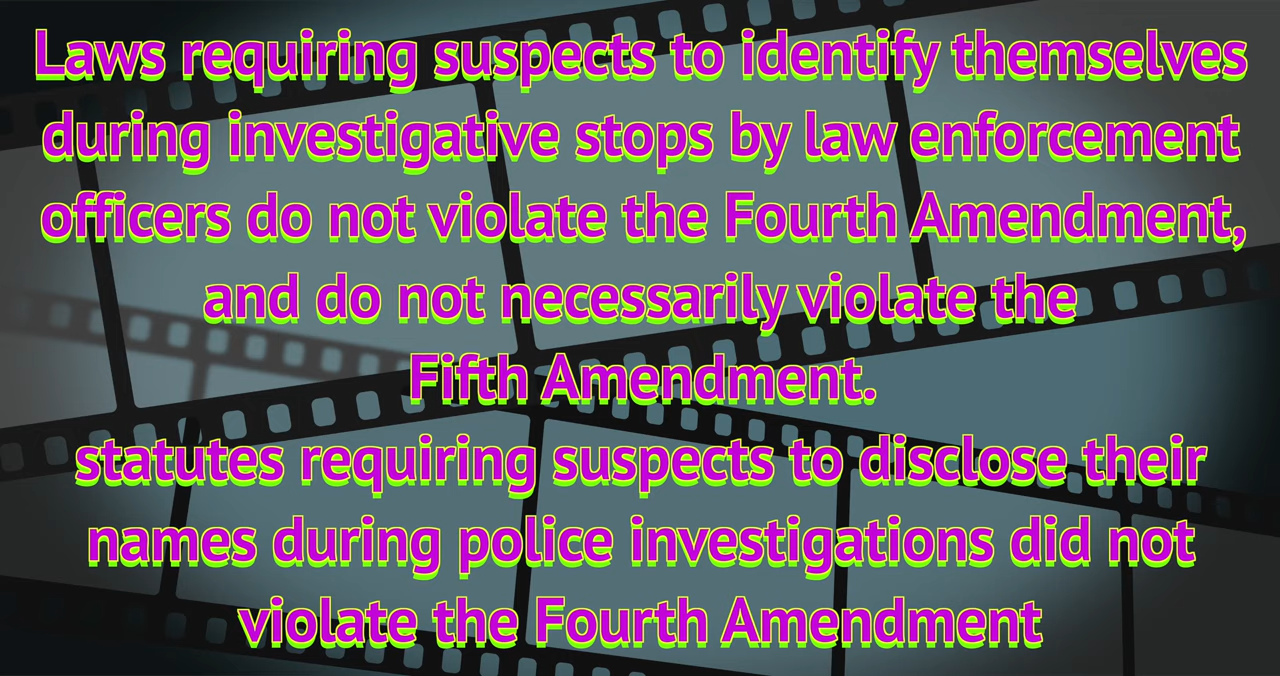 Laws requiring suspects to identify themselves
during investigative stops by law enforcement
officers do not violate the Fourth Amendment,
and do not necessarily violate the
Fifth Amendment.
statutes requiring suspects to disclose their
names during police investigations did not
violate the Fourth Amendment